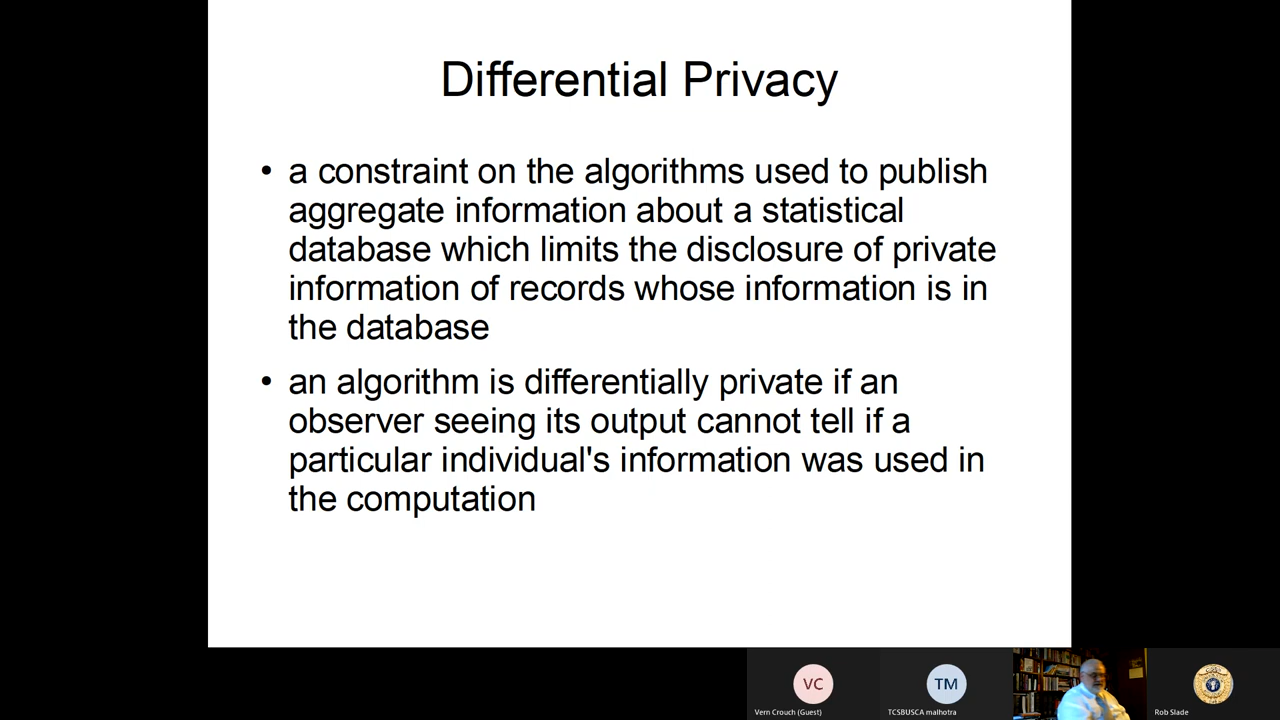 Differential Privacy
• a constraint on the algorithms used to publish
aggregate information about a statistical
database which limits the disclosure of private
information of records whose information is in
the database
• an algorithm is differentially private if an
observer seeing its output cannot tell if a
particular individual's information was used in
the computation
VC
TM
Vern Crouch (Guest)
TCSBUSCA malhotra
Rob Slade